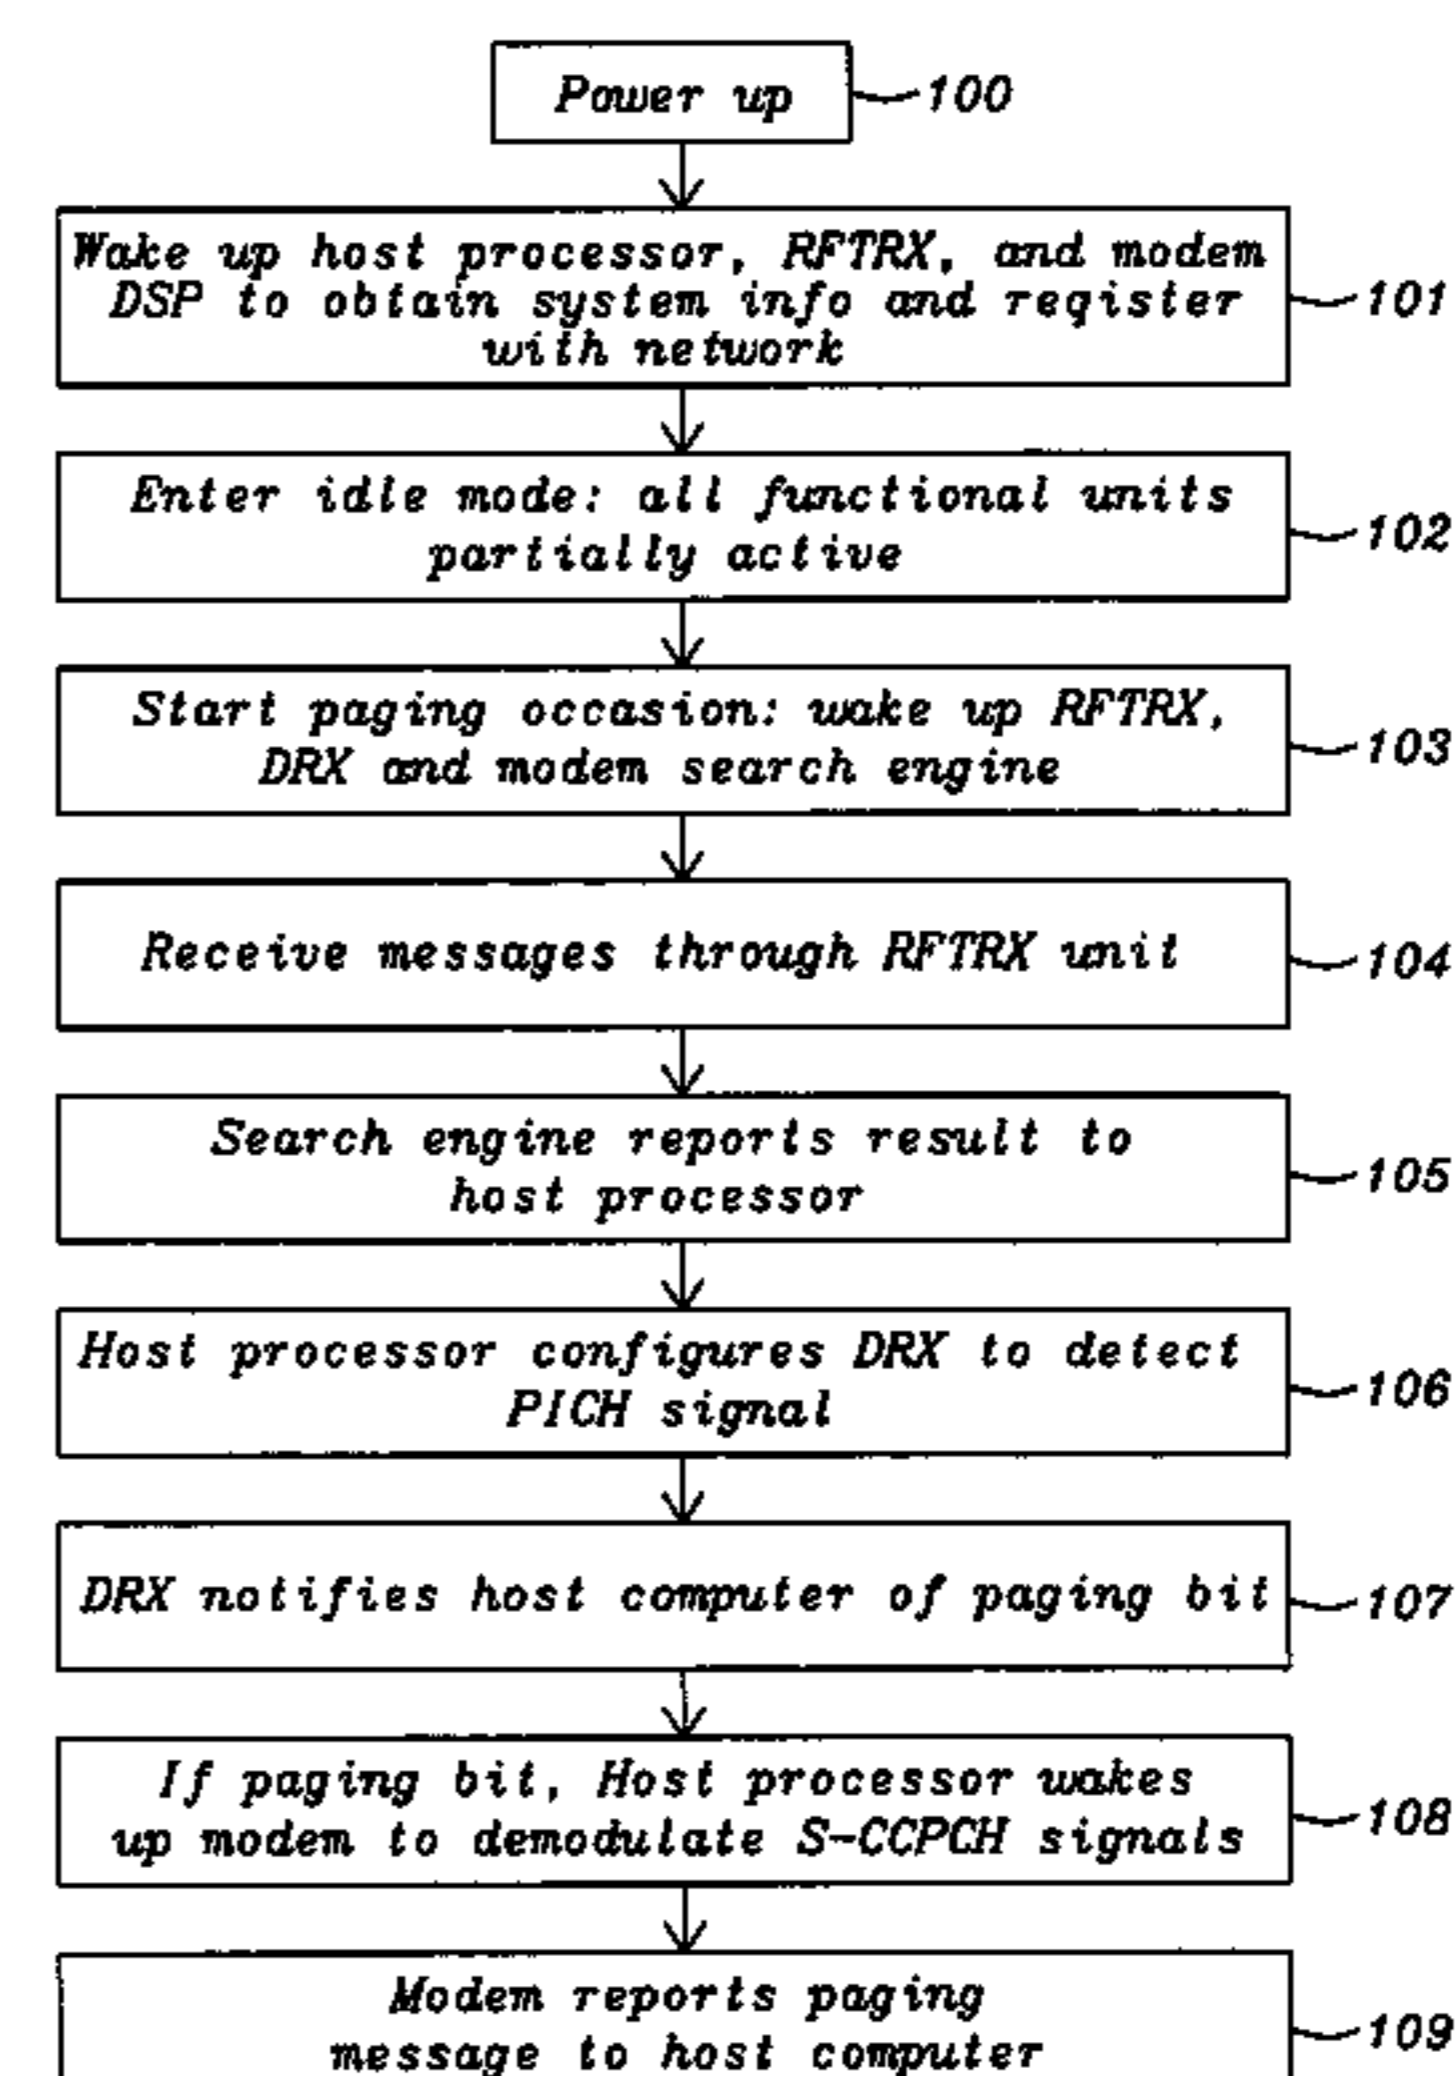 Power up
100
Wake up host processor, RFTRX, and modem
DSP to obtain system info and register
with network
101
Enter idle mode: all functional units
partially active
102
Start paging occasion: wake up RFTRX,
DRX and modem search engine
103
Receive messages through RFTRX unit
104
Search engine reports result to
host processor
105
Host processor configures DRX to detect
PICH signal
106
DRX notifies host computer of paging bit
107
If paging bit, Host processor wakes
up modem to demodulate S-CCPCH signals
108
Modem reports paging
message to host computer
109